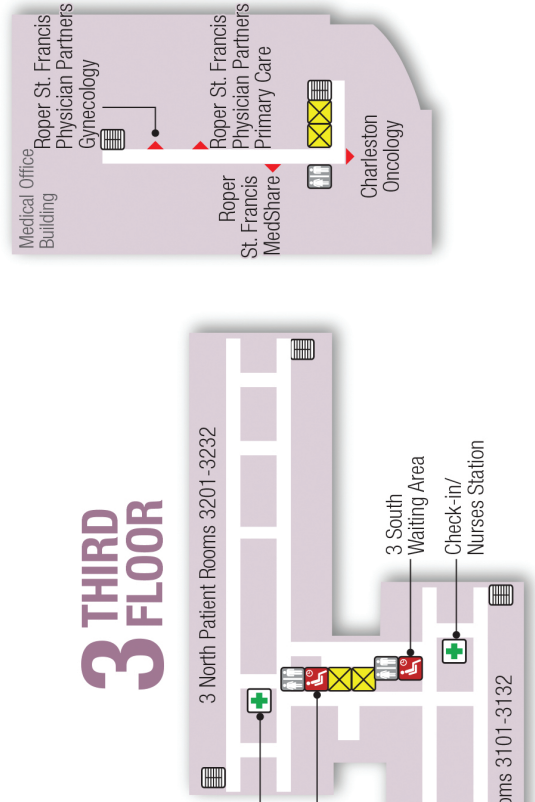 Medical Office
Building
Roper St. Francis
Physician Partners
Gynecology
Roper St. Francis
Physician Partners
Primary Care
Roper
St. Francis
MedShare
Charleston
Oncology
3 THIRD
FLOOR
3 North Patient Rooms 3201-3232
3 South
Waiting Area
Check-in/
Nurses Station
3101-3132